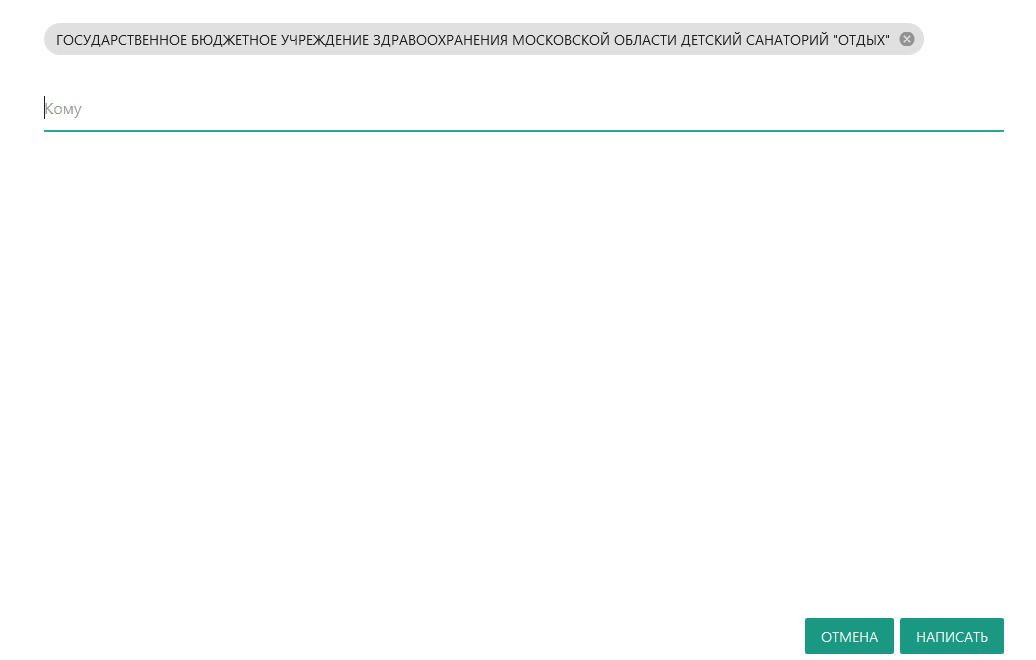 ГОСУДАРСТВЕННОЕ БЮДЖЕТНОЕ УЧРЕЖДЕНИЕ ЗДРАВООХРАНЕНИЯ МОСКОВСКОЙ ОБЛАСТИ ДЕТСКИЙ САНАТОРИЙ "ОТДЫХ"
Кому
ОТМЕНА НАПИСАТЬ